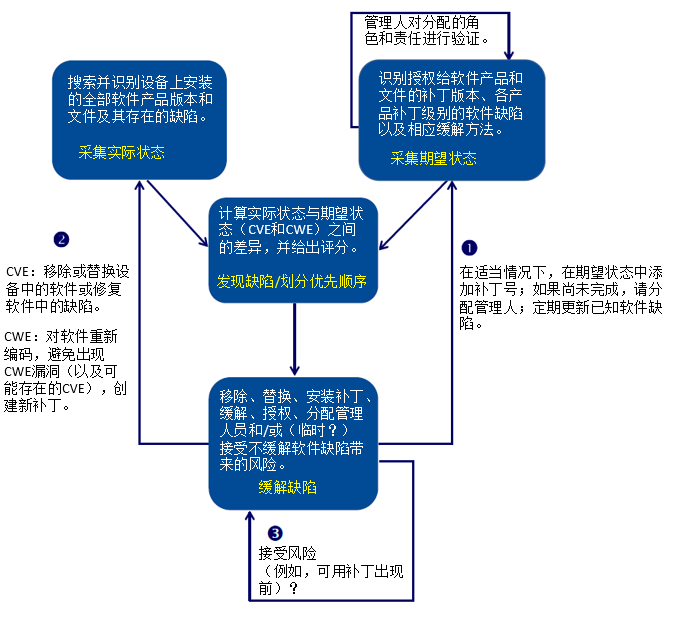 管理人对分配的角
色和责任进行验证。
搜索并识别设备上安装
的全部软件产品版本和
文件及其存在的缺陷。
采集实际状态
识别授权给软件产品和
文件的补丁版本、各产
品补丁级别的软件缺陷
以及相应缓解方法。
采集期望状态
计算实际状态与期望状
态（CVE和CWE）之间
的差异，并给出评分。
发现缺陷/划分优先顺序
❷
CVE：移除或替换设
备中的软件或修复
软件中的缺陷。
CWE：对软件重新
编码，避免出现
CWE漏洞（以及可
能存在的CVE），创
建新补丁。
❶
在适当情况下，在期望状态中添
加补丁号；如果尚未完成，请分
配管理人；定期更新已知软件缺
陷。
移除、替换、安装补丁、
缓解、授权、分配管理
人员和/或（临时？）
接受不缓解软件缺陷带
来的风险。
缓解缺陷
❸
接受风险
（例如，可用补丁出现
前）？